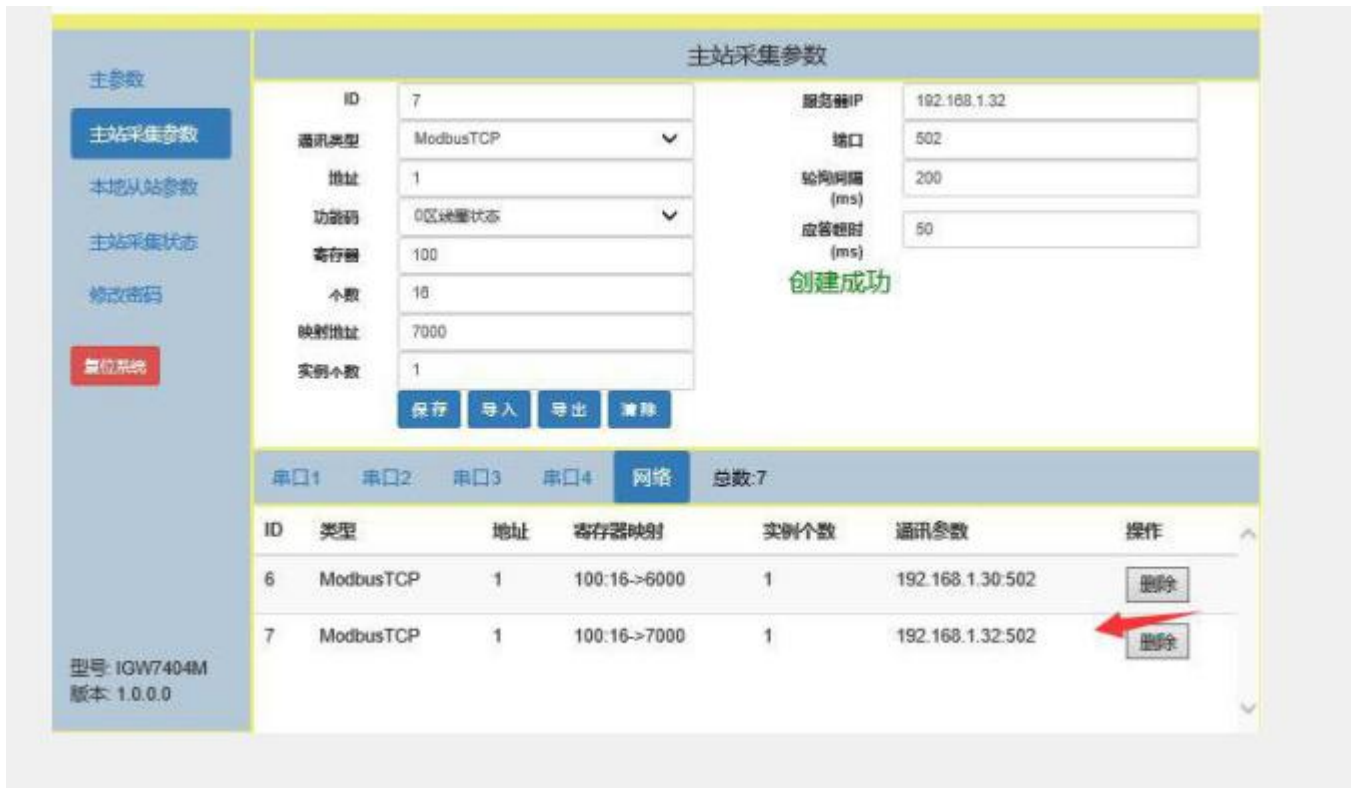 主站采集参数
主参数
主站采集参数
本地从站参数
主站采集状态
修改密码
复位系统
型号: IGW7404M
版本: 1.0.0.0
ID 7
通讯类型 ModbusTCP
地址 1
功能码 0区线圈状态
寄存器 100
个数 16
映射地址 7000
实例个数 1
服务器IP 192.168.1.32
端口 502
轮询间隔(ms) 200
应答超时(ms) 50
创建成功
保存 导入 导出 清除
串口1 串口2 串口3 串口4 网络 总数:7
ID 类型 地址 寄存器映射 实例个数 通讯参数 操作
6 ModbusTCP 1 100:16->6000 1 192.168.1.30:502 删除
7 ModbusTCP 1 100:16->7000 1 192.168.1.32:502 删除